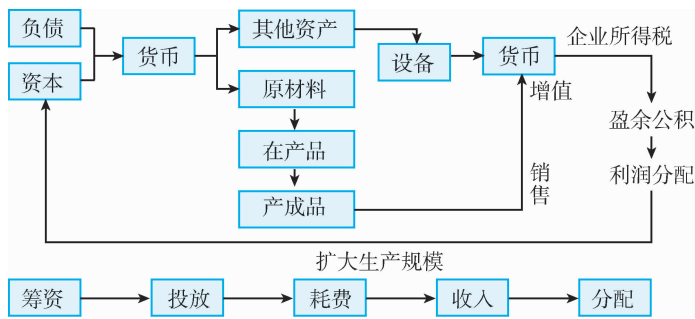 负债
资本
货币
其他资产
原材料
在产品
产成品
设备
货币
企业所得税
增值
销售
盈余公积
利润分配
扩大生产规模
筹资
投放
耗费
收入
分配